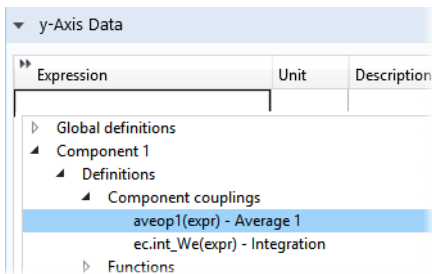 y-Axis Data
Expression Unit Description
Global definitions
Component 1
Definitions
Component couplings
aveop1(expr) - Average 1
ec.int_We(expr) - Integration
Functions